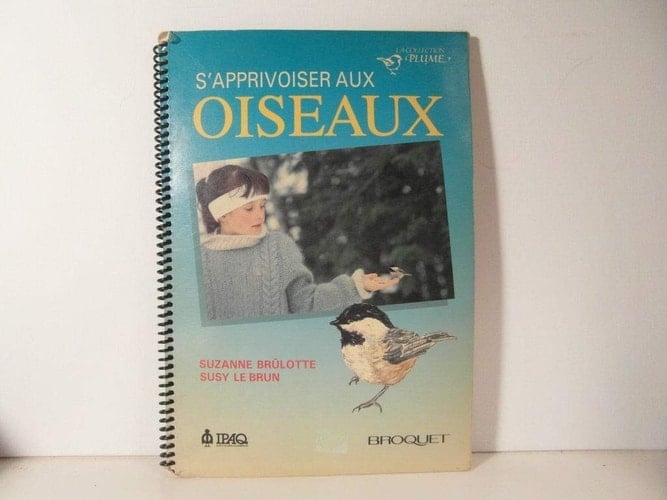 LA COLLECTION
PLUME
S'APPRIVOISER AUX
OISEAUX
SUZANNE BRÛLOTTE
SUSY LE BRUN
IPAQ
BROQUET